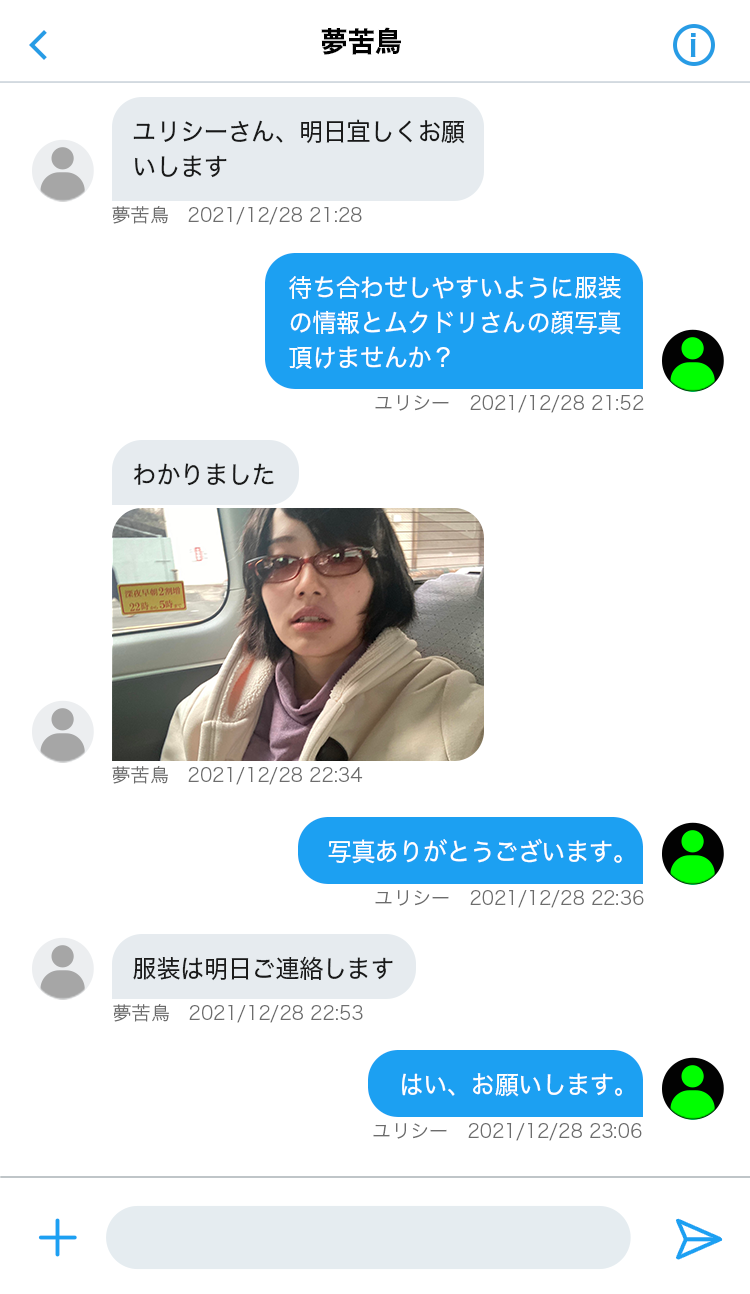 夢苦鳥
ユリシーさん、明日宜しくお願
いします
夢苦鳥 2021/12/28 21:28
待ち合わせしやすいように服装
の情報とムクドリさんの顔写真
頂けませんか？
ユリシー 2021/12/28 21:52
わかりました
深夜早朝2割増
22時から5時まで
夢苦鳥 2021/12/28 22:34
写真ありがとうございます。
ユリシー 2021/12/28 22:36
服装は明日ご連絡します
夢苦鳥 2021/12/28 22:53
はい、お願いします。
ユリシー 2021/12/28 23:06